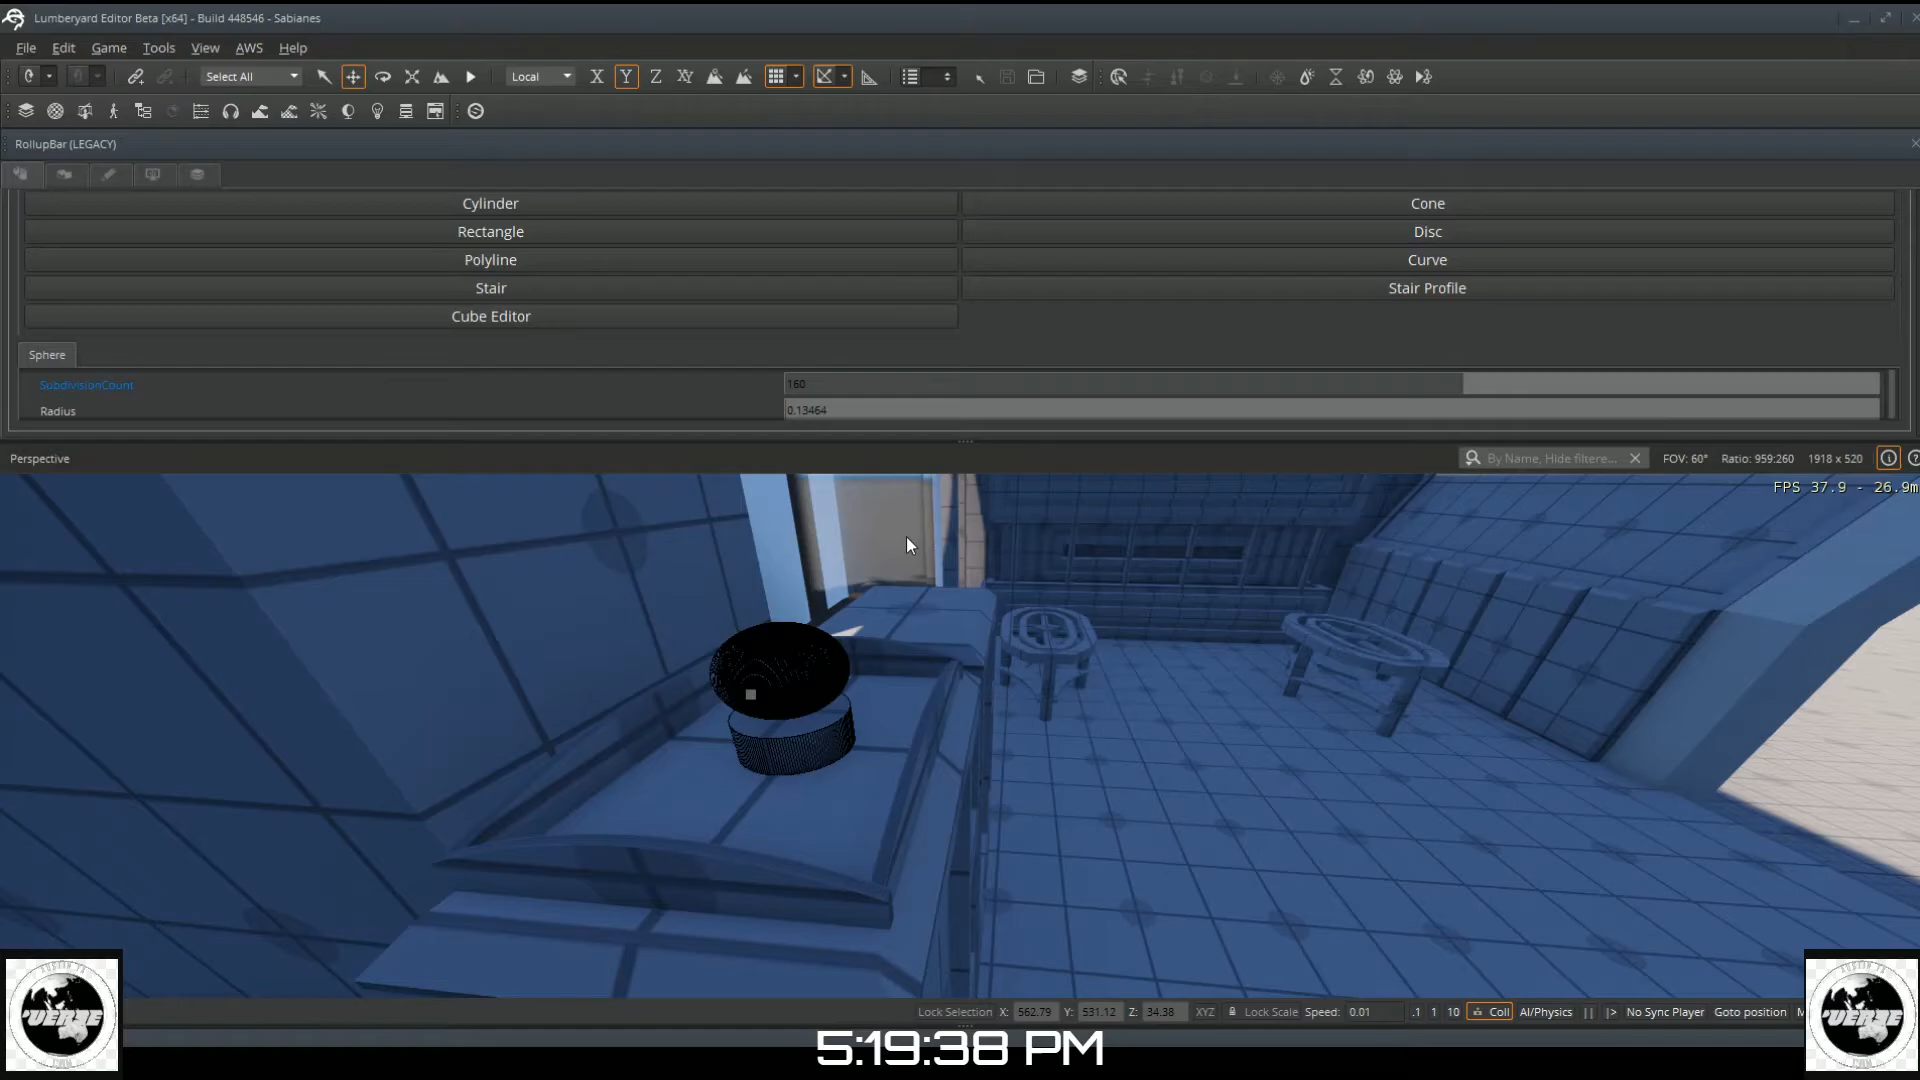 Lumberyard Editor Beta [x64] - Build 448546 - Sabianes
File Edit Game Tools View AWS Help
Select All Local X Y Z XY
RollupBar (LEGACY)
Cylinder Cone
Rectangle Disc
Polyline Curve
Stair Stair Profile
Cube Editor
Sphere
SubdivisionCount 160
Radius 0.13464
Perspective By Name, Hide filtere... FOV: 60° Ratio: 959:260 1918 x 520
FPS 37.9 - 26.9m
Lock Selection X: 562.79 Y: 531.12 Z: 34.38 XYZ Lock Scale Speed: 0.01 .1 1 10 Coll AI/Physics No Sync Player Goto position
5:19:38 PM
'VERZE
'VERZE